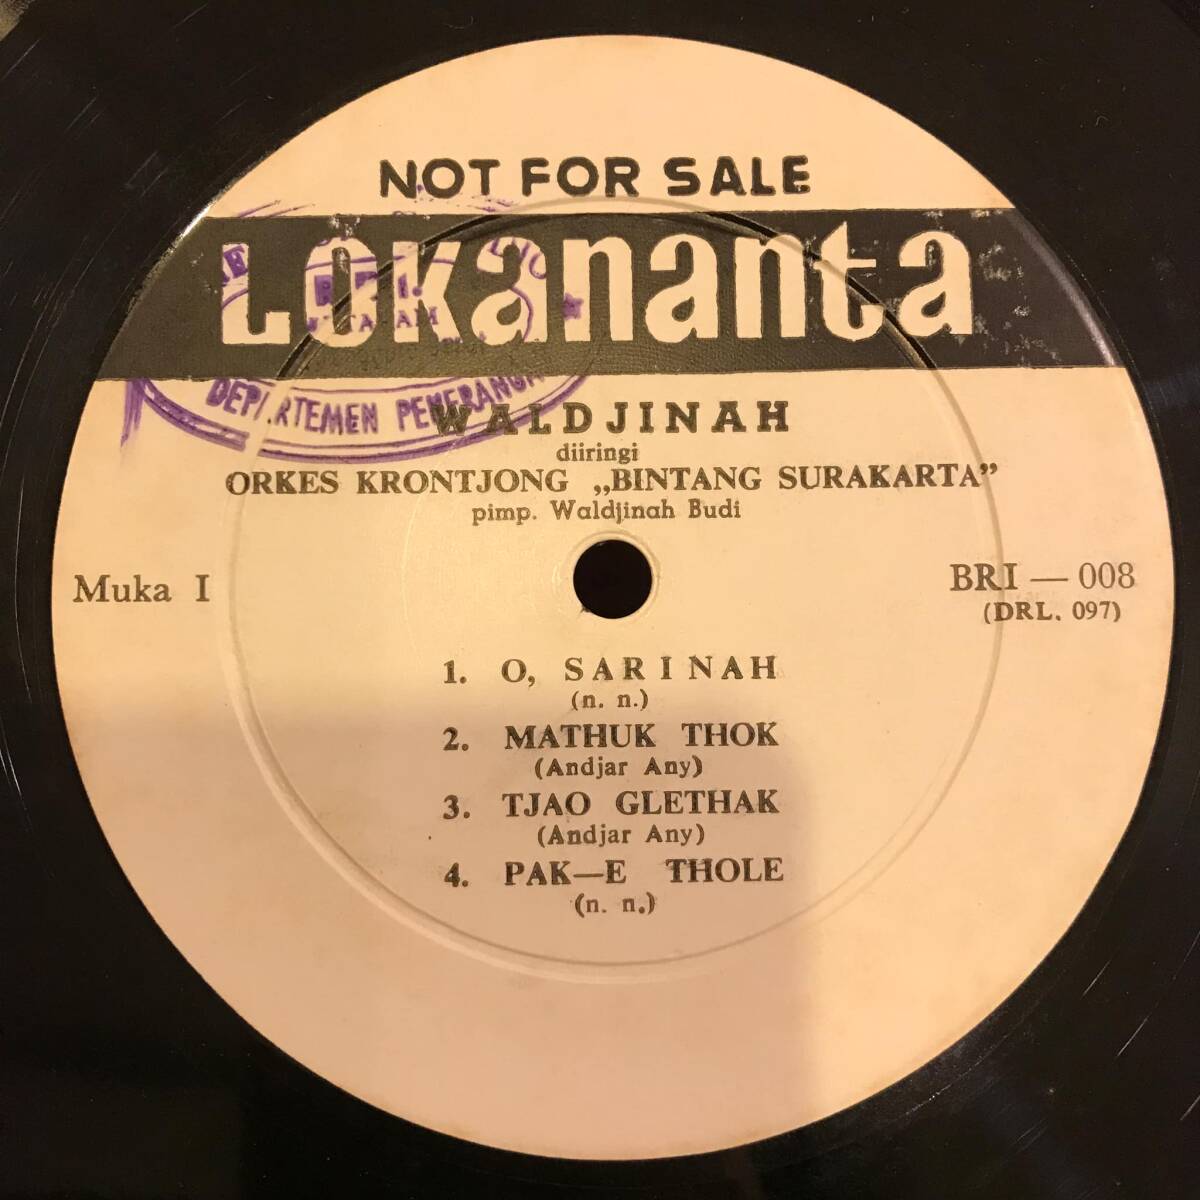 NOT FOR SALE
Lokananta
DEPARTEMEN PENERANGAN
WALDJINAH
diiringi
ORKES KRONTJONG „BINTANG SURAKARTA”
pimp. Waldjinah Budi
Muka I
BRI — 008
(DRL. 097)
1. O, SARINAH
(n. n.)
2. MATHUK THOK
(Andjar Any)
3. TJAO GLETHAK
(Andjar Any)
4. PAK—E THOLE
(n. n.)